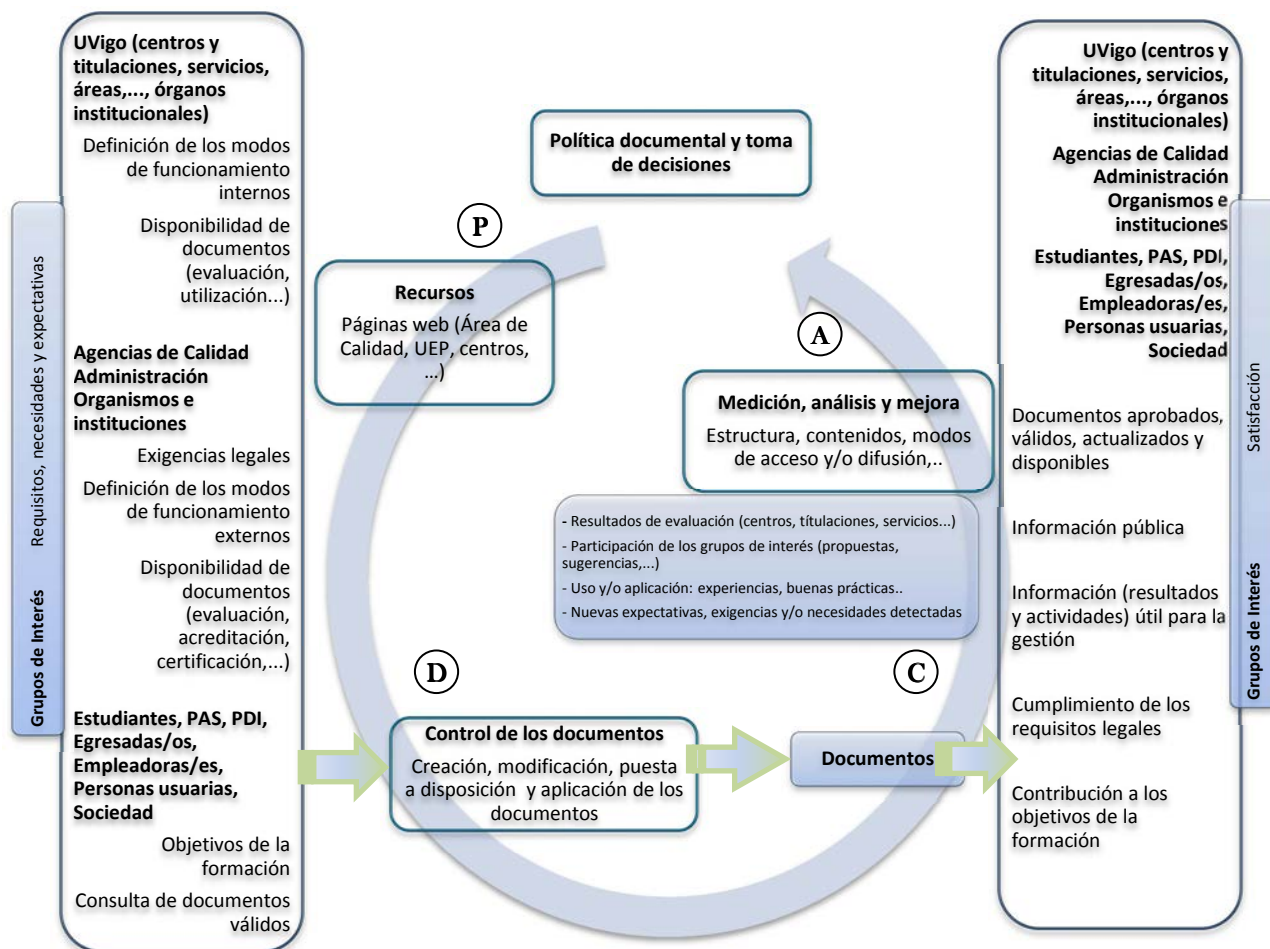 Grupos de Interés
Requisitos, necesidades y expectativas
UVigo (centros y
titulaciones, servicios,
áreas,..., órganos
institucionales)
Definición de los modos
de funcionamiento
internos
Disponibilidad de
documentos
(evaluación,
utilización...)
Agencias de Calidad
Administración
Organismos e
instituciones
Exigencias legales
Definición de los modos
de funcionamiento
externos
Disponibilidad de
documentos
(evaluación,
acreditación,
certificación,...)
Estudiantes, PAS, PDI,
Egresadas/os,
Empleadoras/es,
Personas usuarias,
Sociedad
Objetivos de la
formación
Consulta de documentos
válidos
Política documental y toma
de decisiones
P
Recursos
Páginas web (Área de
Calidad, UEP, centros,
...)
A
Medición, análisis y mejora
Estructura, contenidos, modos
de acceso y/o difusión,..
- Resultados de evaluación (centros, títulaciones, servicios...)
- Participación de los grupos de interés (propuestas,
sugerencias,...)
- Uso y/o aplicación: experiencias, buenas prácticas..
- Nuevas expectativas, exigencias y/o necesidades detectadas
D
Control de los documentos
Creación, modificación, puesta
a disposición y aplicación de los
documentos
C
Documentos
UVigo (centros y
titulaciones, servicios,
áreas,..., órganos
institucionales)
Agencias de Calidad
Administración
Organismos e
instituciones
Estudiantes, PAS, PDI,
Egresadas/os,
Empleadoras/es,
Personas usuarias,
Sociedad
Documentos aprobados,
válidos, actualizados y
disponibles
Información pública
Información (resultados
y actividades) útil para la
gestión
Cumplimiento de los
requisitos legales
Contribución a los
objetivos de la
formación
Grupos de Interés
Satisfacción